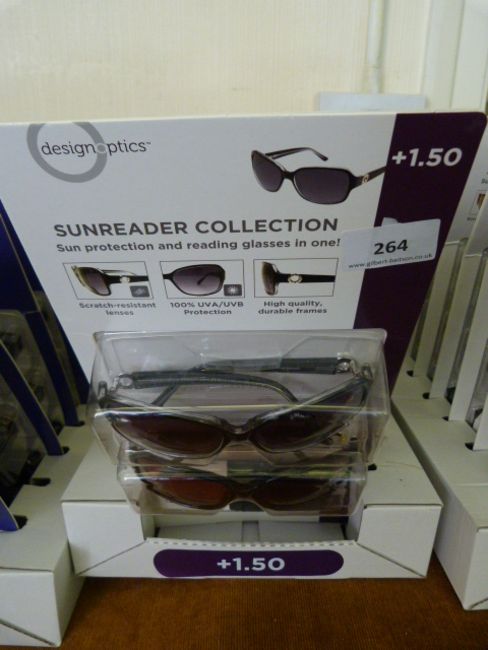 designoptics™
+1.50
SUNREADER COLLECTION
Sun protection and reading glasses in one!
264
www.gilbert-baitson.co.uk
Scratch-resistant
lenses
100% UVA/UVB
Protection
High quality,
durable frames
+1.50